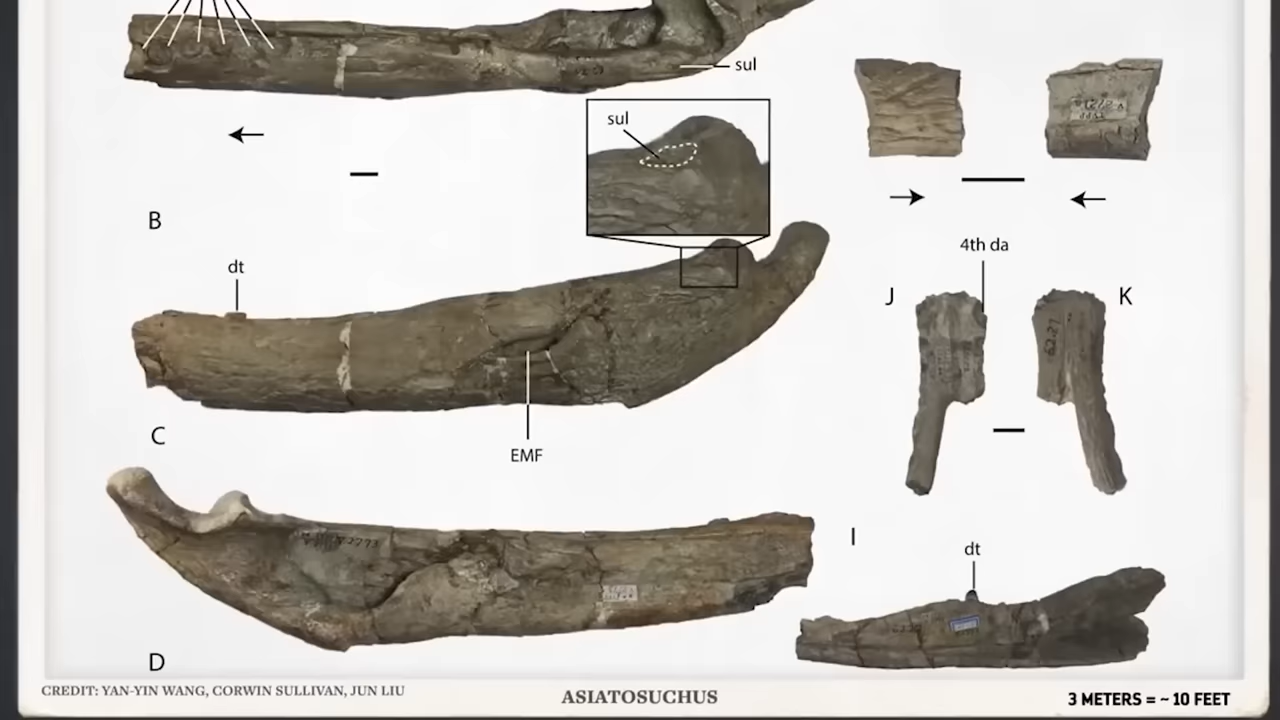 sul
sul
B
4th da
dt
J
K
C
EMF
I
dt
D
CREDIT: YAN-YIN WANG, CORWIN SULLIVAN, JUN LIU
ASIATOSUCHUS
3 METERS = ~ 10 FEET